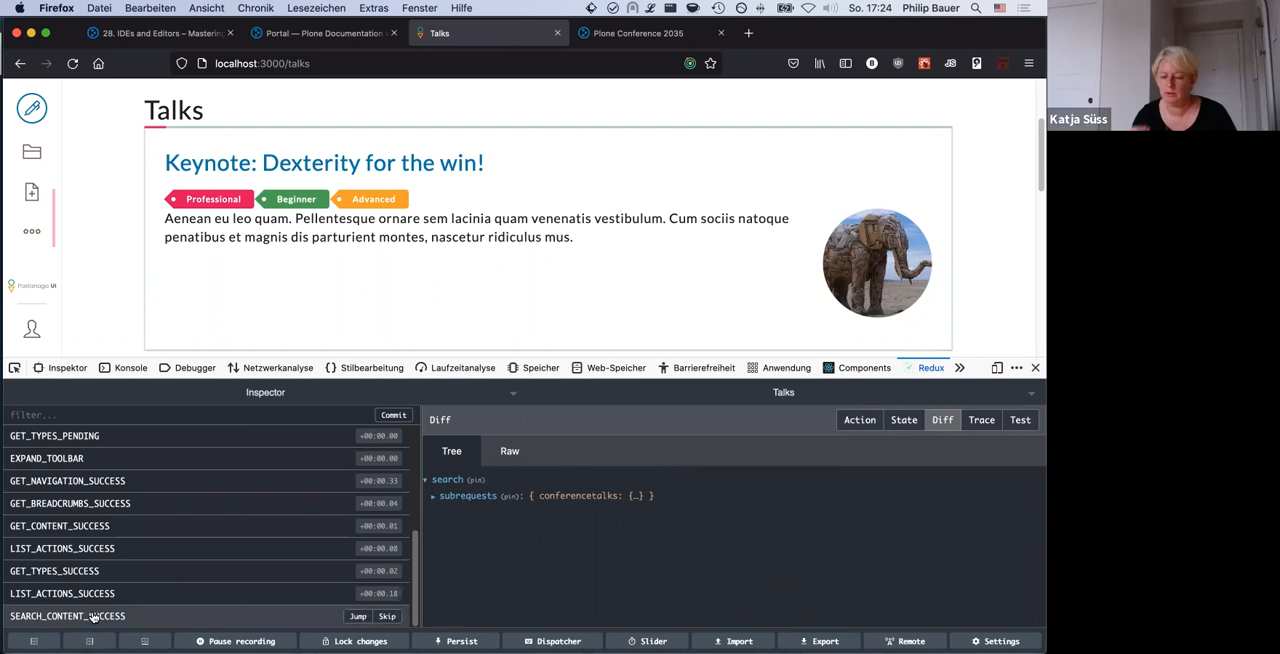 Firefox Datei Bearbeiten Ansicht Chronik Lesezeichen Extras Fenster Hilfe So. 17:24 Philip Bauer
28. IDEs and Editors – Mastering Portal — Plone Documentation Talks Plone Conference 2035
localhost:3000/talks
Talks
Keynote: Dexterity for the win!
Professional Beginner Advanced
Aenean eu leo quam. Pellentesque ornare sem lacinia quam venenatis vestibulum. Cum sociis natoque
penatibus et magnis dis parturient montes, nascetur ridiculus mus.
Pastanaga UI
Katja Süss
Inspektor Konsole Debugger Netzwerkanalyse Stilbearbeitung Laufzeitanalyse Speicher Web-Speicher Barrierefreiheit Anwendung Components Redux
Inspector Talks
filter... Commit
Diff Action State Diff Trace Test
GET_TYPES_PENDING +00:00.00
Tree Raw
EXPAND_TOOLBAR +00:00.00
GET_NAVIGATION_SUCCESS +00:00.33
search (pin)
subrequests (pin): { conferencetalks: {…} }
GET_BREADCRUMBS_SUCCESS +00:00.04
GET_CONTENT_SUCCESS +00:00.01
LIST_ACTIONS_SUCCESS +00:00.08
GET_TYPES_SUCCESS +00:00.02
LIST_ACTIONS_SUCCESS +00:00.18
SEARCH_CONTENT_SUCCESS Jump Skip
Pause recording Lock changes Persist Dispatcher Slider Import Export Remote Settings